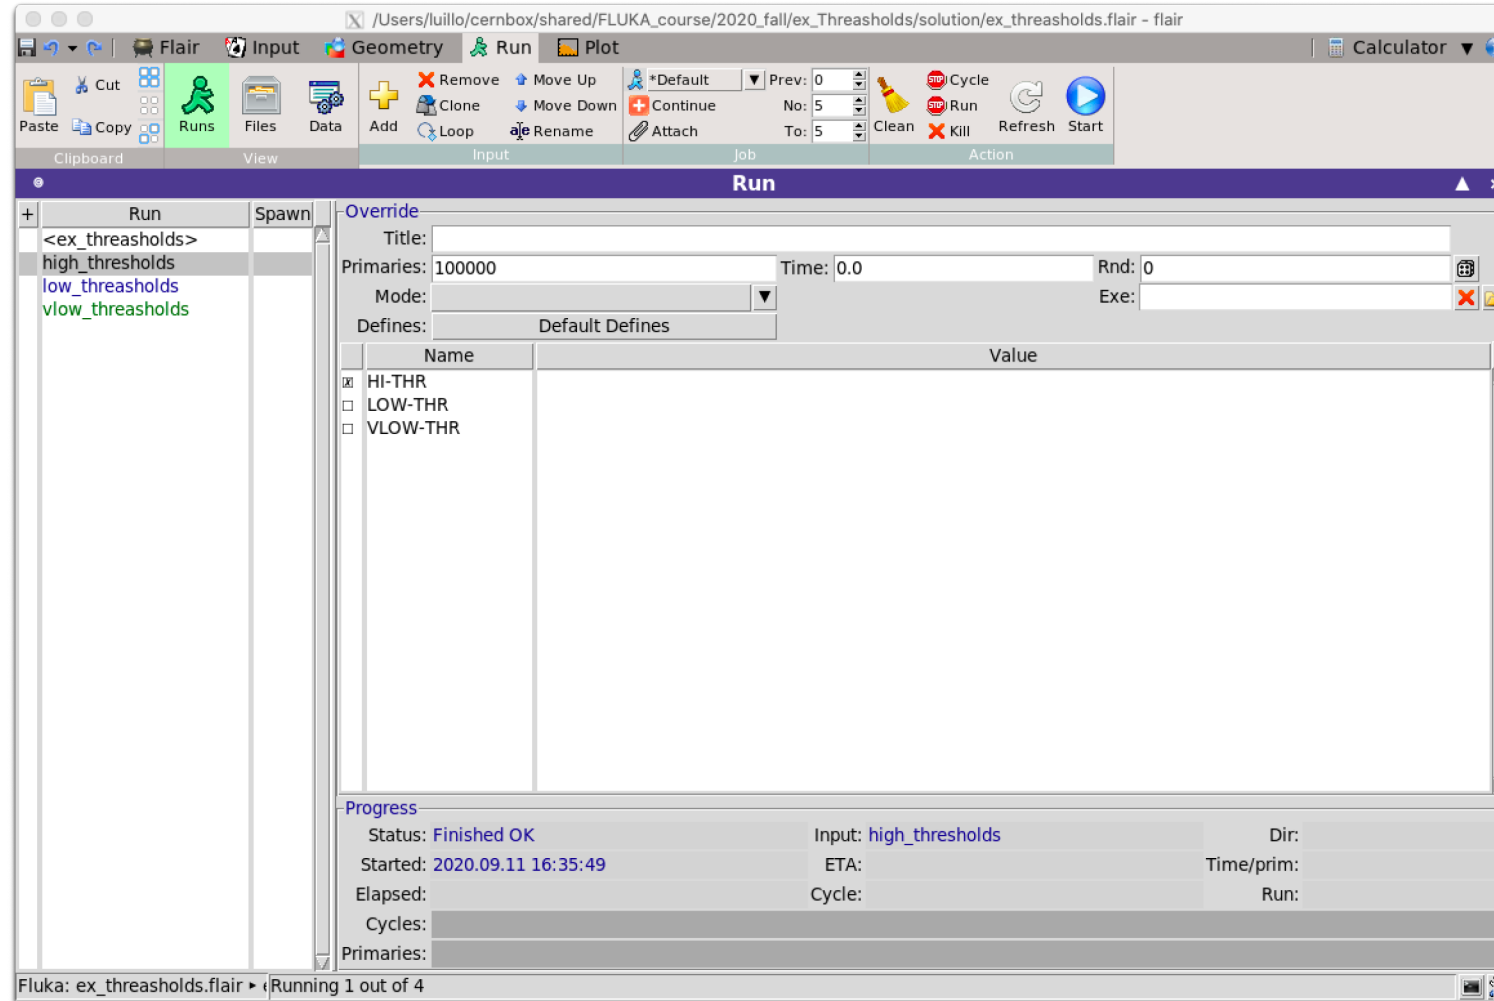 /Users/luillo/cernbox/shared/FLUKA_course/2020_fall/ex_Threasholds/solution/ex_threasholds.flair - flair
Flair Input Geometry Run Plot Calculator
Paste Cut Copy Runs Files Data Add Remove Clone Loop Move Up Move Down Rename *Default Continue Attach Prev: 0 No: 5 To: 5 Clean STOP Cycle STOP Run Kill Refresh Start
Clipboard View Input Job Action
Run
+ Run Spawn
<ex_threasholds>
high_thresholds
low_threasholds
vlow_threasholds
Override
Title:
Primaries: 100000 Time: 0.0 Rnd: 0
Mode: Exe:
Defines: Default Defines
Name Value
HI-THR
LOW-THR
VLOW-THR
Progress
Status: Finished OK Input: high_thresholds Dir:
Started: 2020.09.11 16:35:49 ETA: Time/prim:
Elapsed: Cycle: Run:
Cycles:
Primaries:
Fluka: ex_threasholds.flair Running 1 out of 4